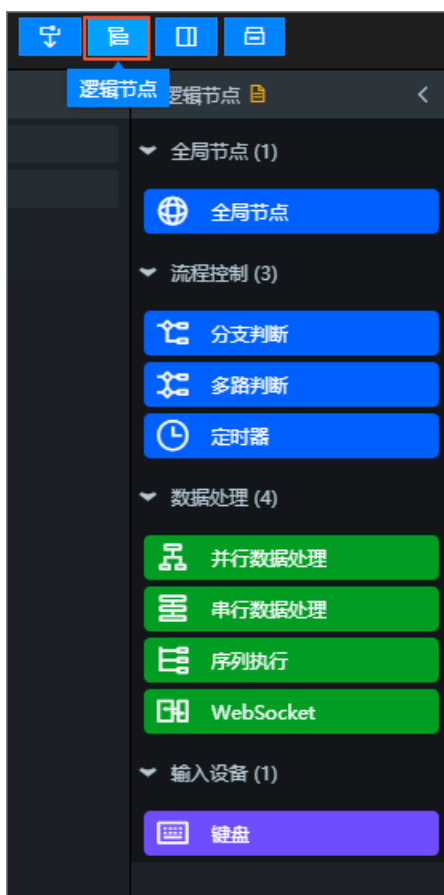 逻辑节点
逻辑节点
全局节点 (1)
全局节点
流程控制 (3)
分支判断
多路判断
定时器
数据处理 (4)
并行数据处理
串行数据处理
序列执行
WebSocket
输入设备 (1)
键盘